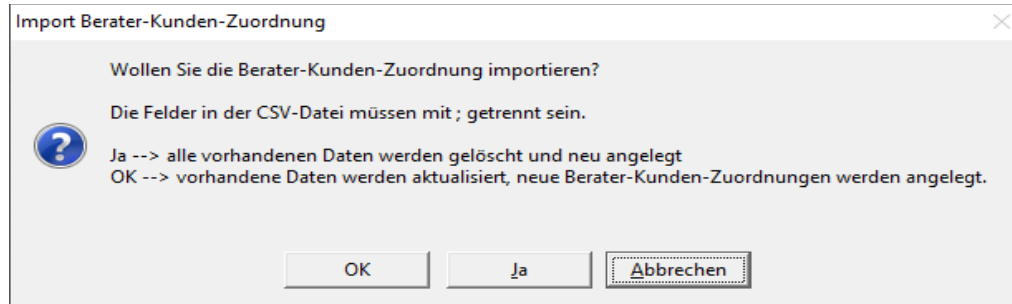 Import Berater-Kunden-Zuordnung
Wollen Sie die Berater-Kunden-Zuordnung importieren?
Die Felder in der CSV-Datei müssen mit ; getrennt sein.
Ja --> alle vorhandenen Daten werden gelöscht und neu angelegt
OK --> vorhandene Daten werden aktualisiert, neue Berater-Kunden-Zuordnungen werden angelegt.
OK Ja Abbrechen